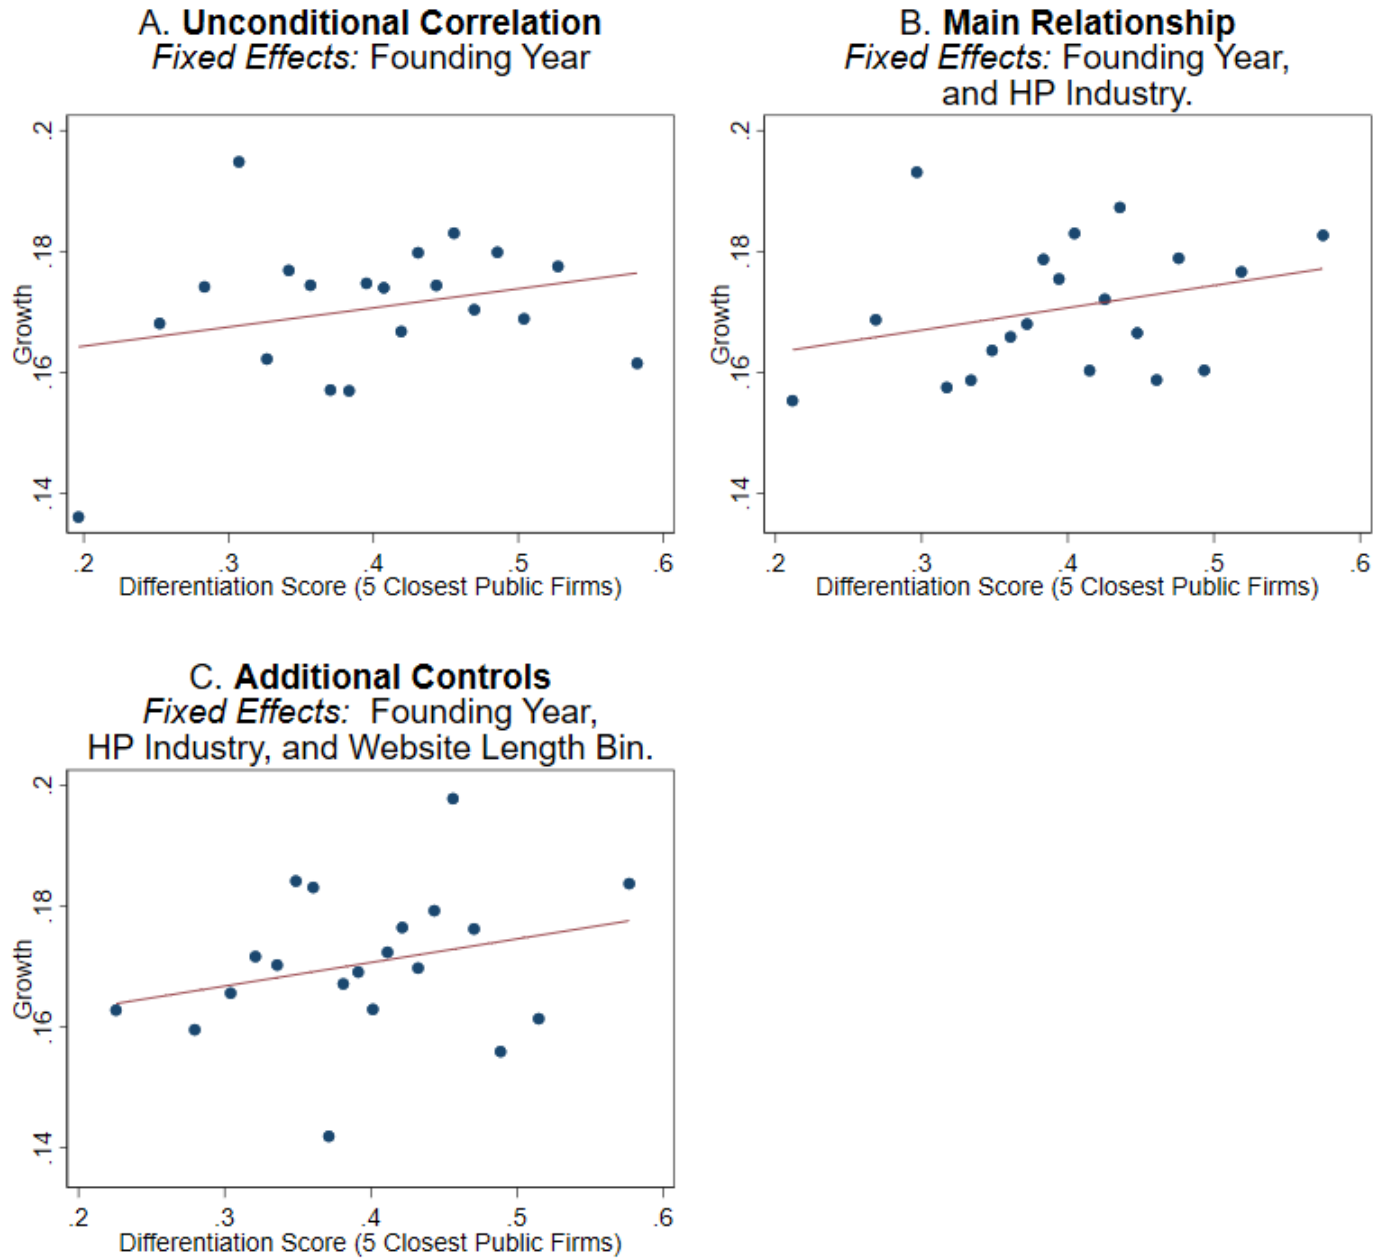 A. Unconditional Correlation
Fixed Effects: Founding Year
.2
.18
.16
.14
Growth
.2
.3
.4
.5
.6
Differentiation Score (5 Closest Public Firms)
B. Main Relationship
Fixed Effects: Founding Year,
and HP Industry.
.2
.18
.16
.14
Growth
.2
.3
.4
.5
.6
Differentiation Score (5 Closest Public Firms)
C. Additional Controls
Fixed Effects: Founding Year,
HP Industry, and Website Length Bin.
.2
.18
.16
.14
Growth
.2
.3
.4
.5
.6
Differentiation Score (5 Closest Public Firms)